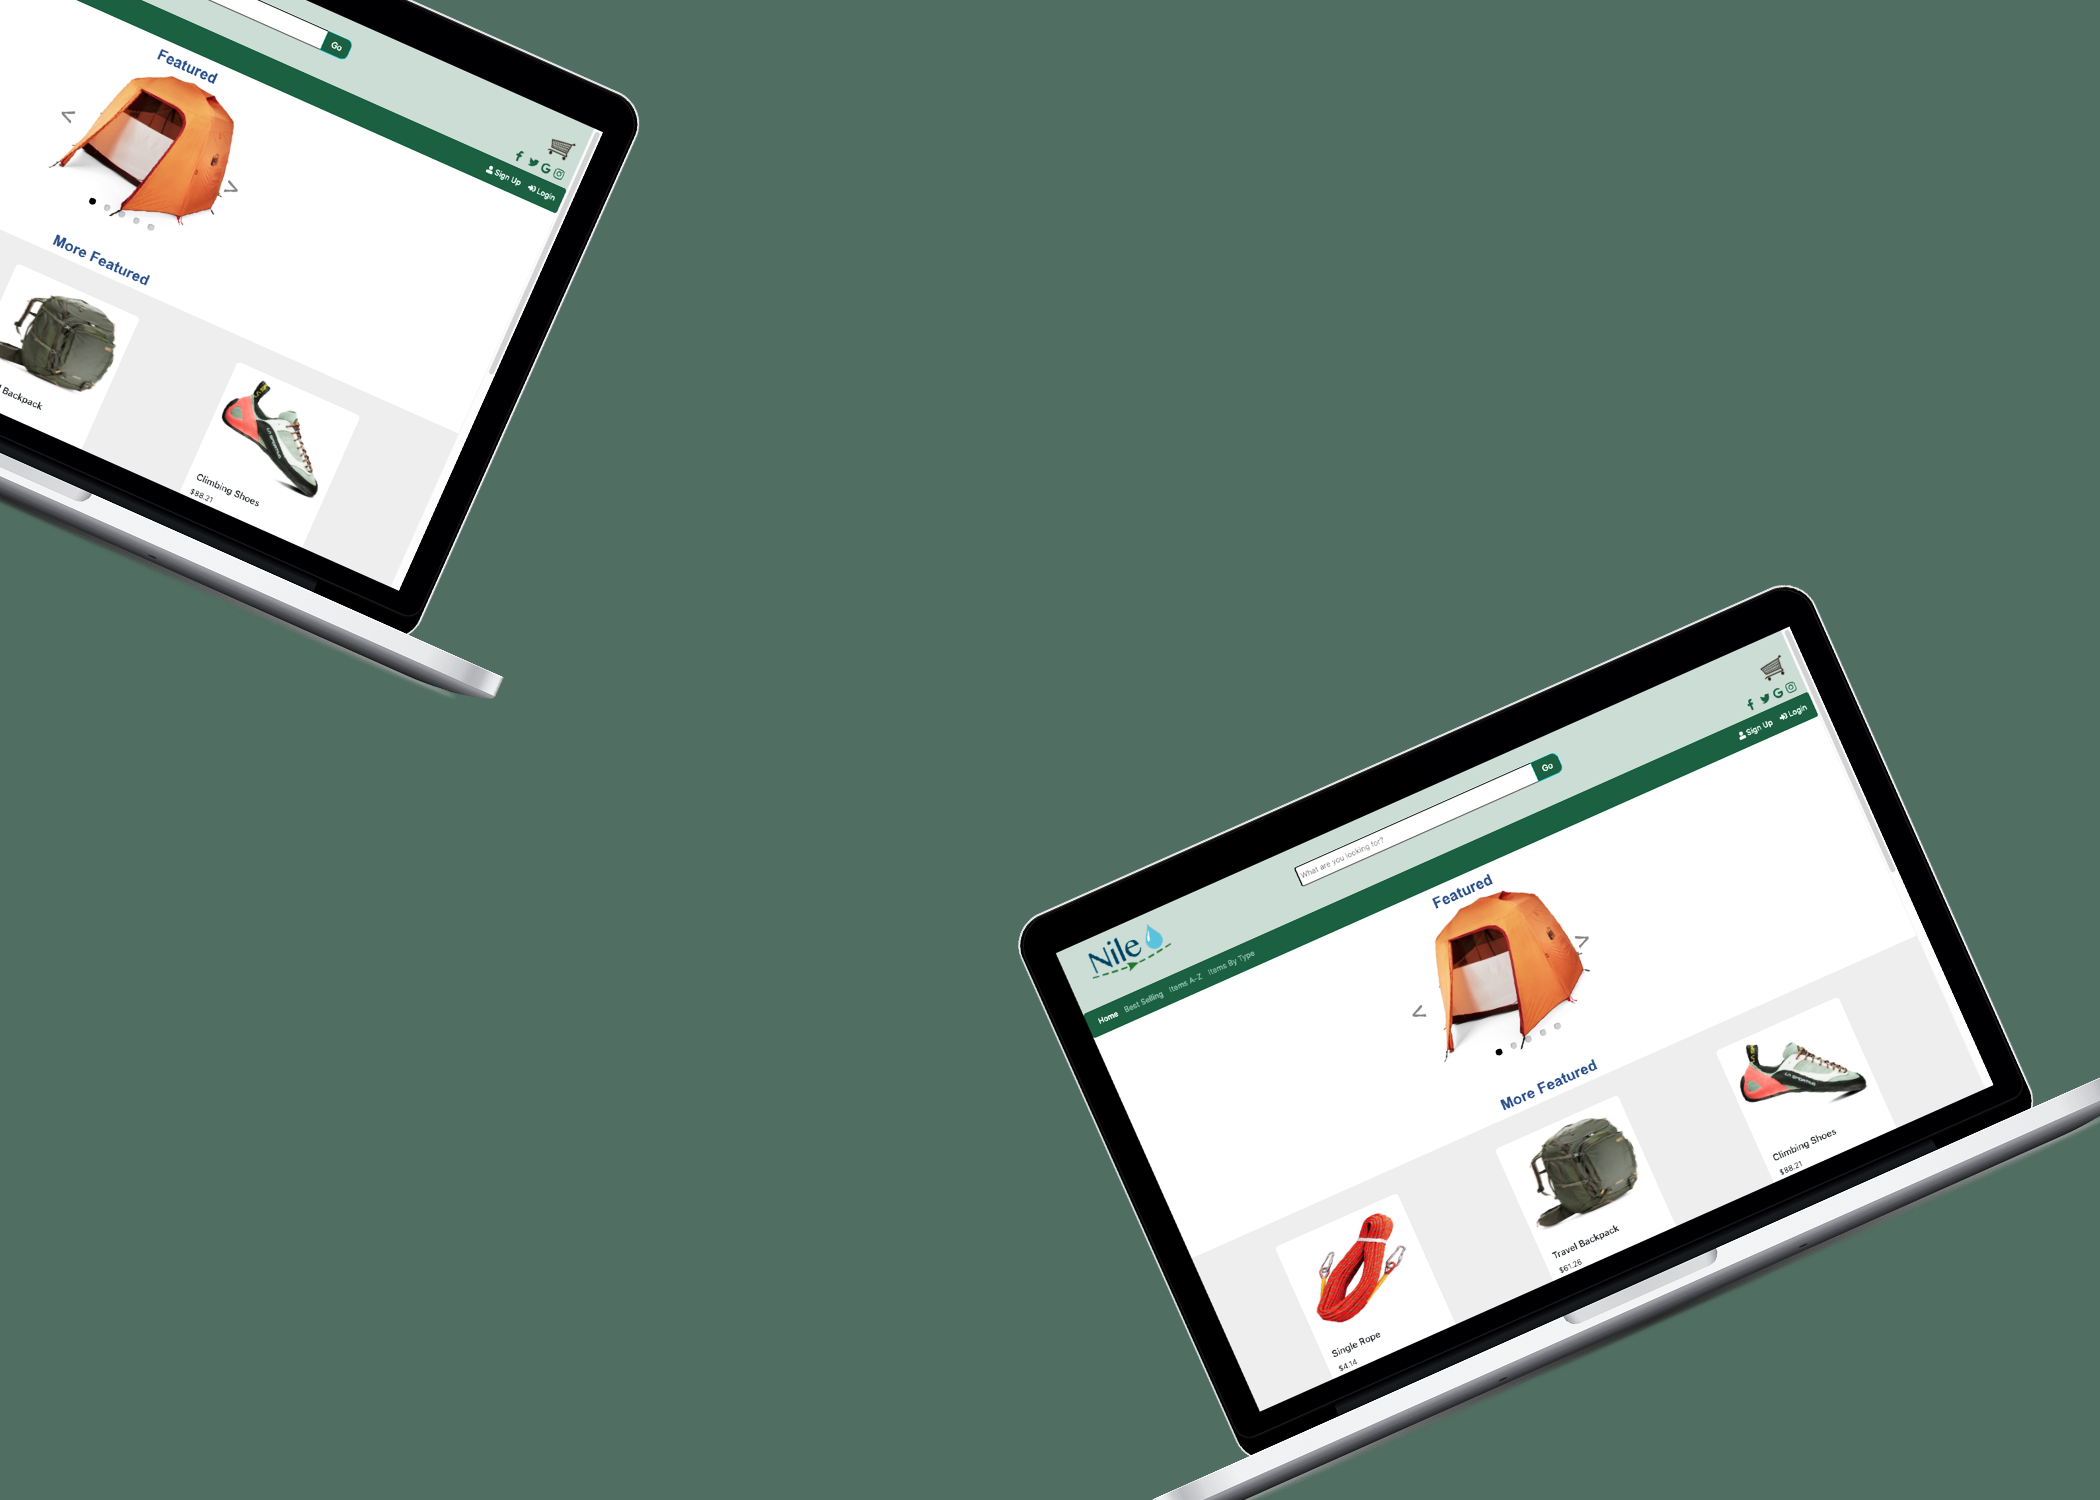 Go
Featured
<
>
Sign Up Login
More Featured
Backpack
Climbing Shoes
$88.21
Nile
What are you looking for?
Go
Sign Up Login
Home Best Selling Items A-Z Items By Type
Featured
<
>
More Featured
Single Rope
$4.14
Travel Backpack
$61.26
Climbing Shoes
$88.21
LA SPORTIVA